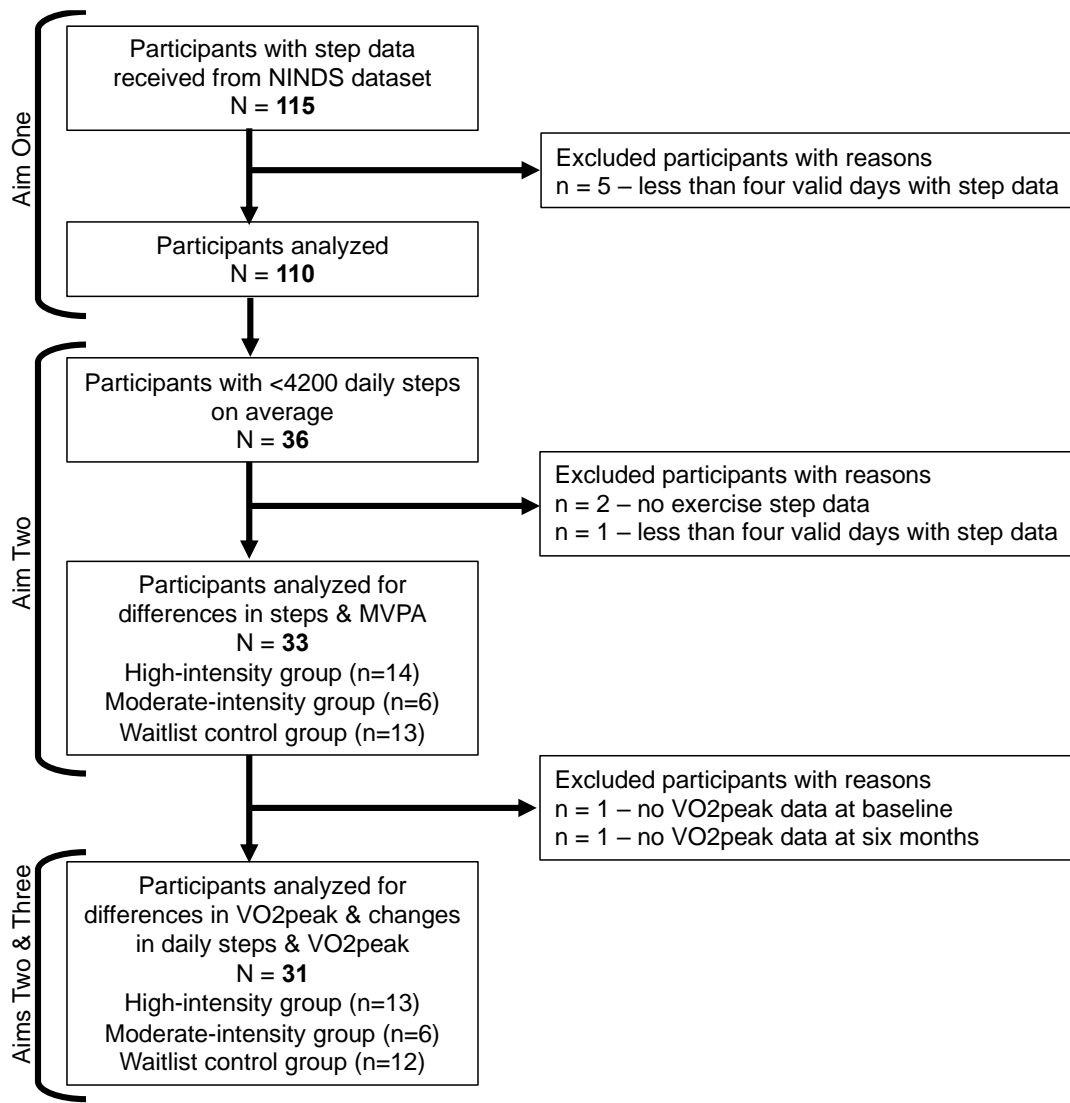 Aim One
Participants with step data
received from NINDS dataset
N = 115
Excluded participants with reasons
n = 5 – less than four valid days with step data
Participants analyzed
N = 110
Aim Two
Participants with <4200 daily steps
on average
N = 36
Excluded participants with reasons
n = 2 – no exercise step data
n = 1 – less than four valid days with step data
Participants analyzed for
differences in steps & MVPA
N = 33
High-intensity group (n=14)
Moderate-intensity group (n=6)
Waitlist control group (n=13)
Excluded participants with reasons
n = 1 – no VO2peak data at baseline
n = 1 – no VO2peak data at six months
Aims Two & Three
Participants analyzed for
differences in VO2peak & changes
in daily steps & VO2peak
N = 31
High-intensity group (n=13)
Moderate-intensity group (n=6)
Waitlist control group (n=12)